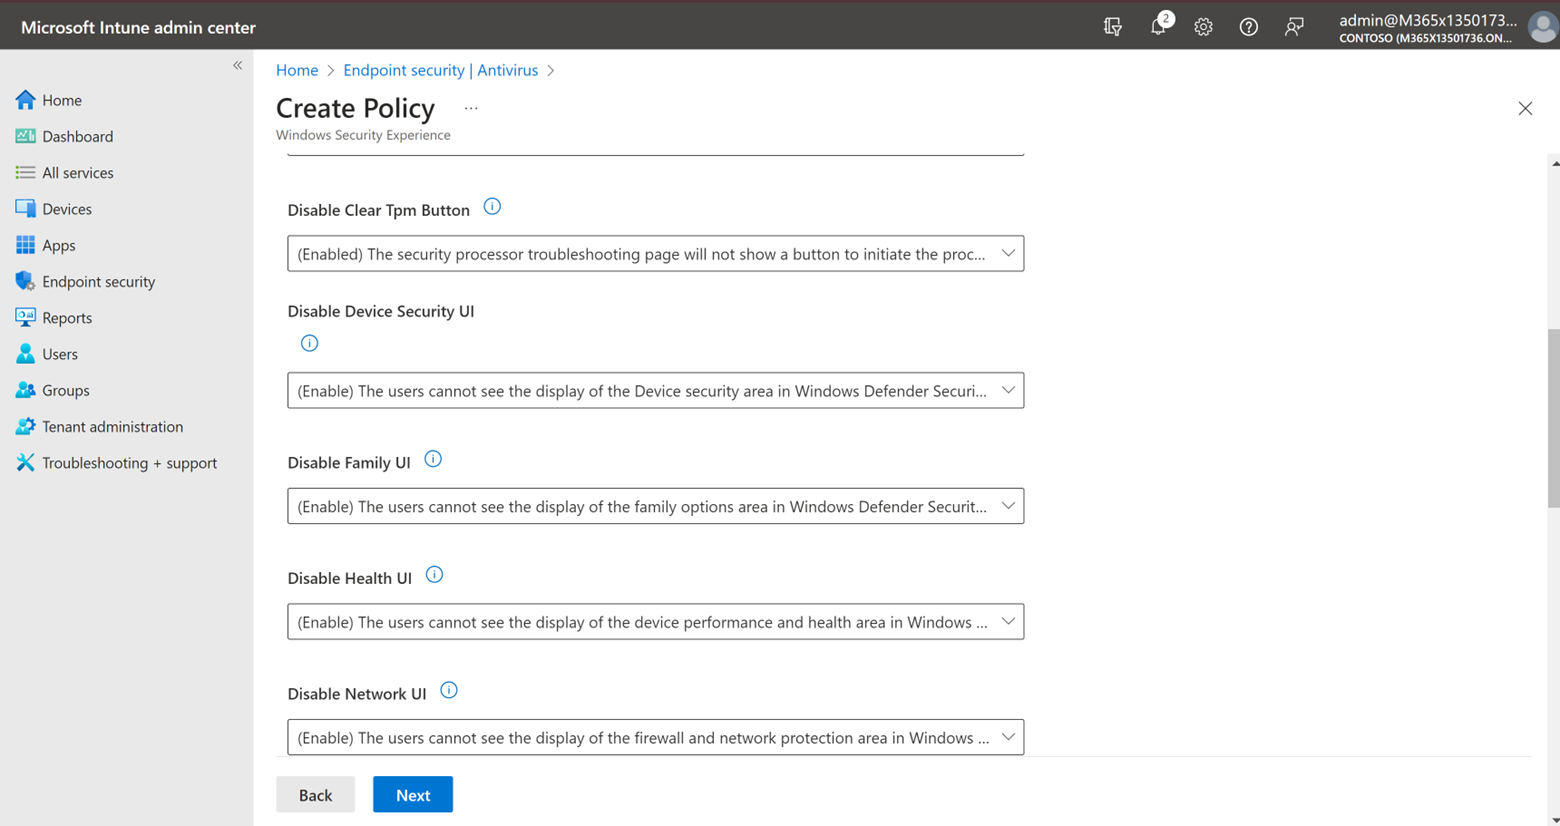 Microsoft Intune admin center
2
admin@M365x1350173...
CONTOSO (M365X13501736.ON...
Home
Dashboard
All services
Devices
Apps
Endpoint security
Reports
Users
Groups
Tenant administration
Troubleshooting + support
Home > Endpoint security | Antivirus >
Create Policy ...
Windows Security Experience
Disable Clear Tpm Button
(Enabled) The security processor troubleshooting page will not show a button to initiate the proc...
Disable Device Security UI
(Enable) The users cannot see the display of the Device security area in Windows Defender Securi...
Disable Family UI
(Enable) The users cannot see the display of the family options area in Windows Defender Securit...
Disable Health UI
(Enable) The users cannot see the display of the device performance and health area in Windows ...
Disable Network UI
(Enable) The users cannot see the display of the firewall and network protection area in Windows ...
Back
Next